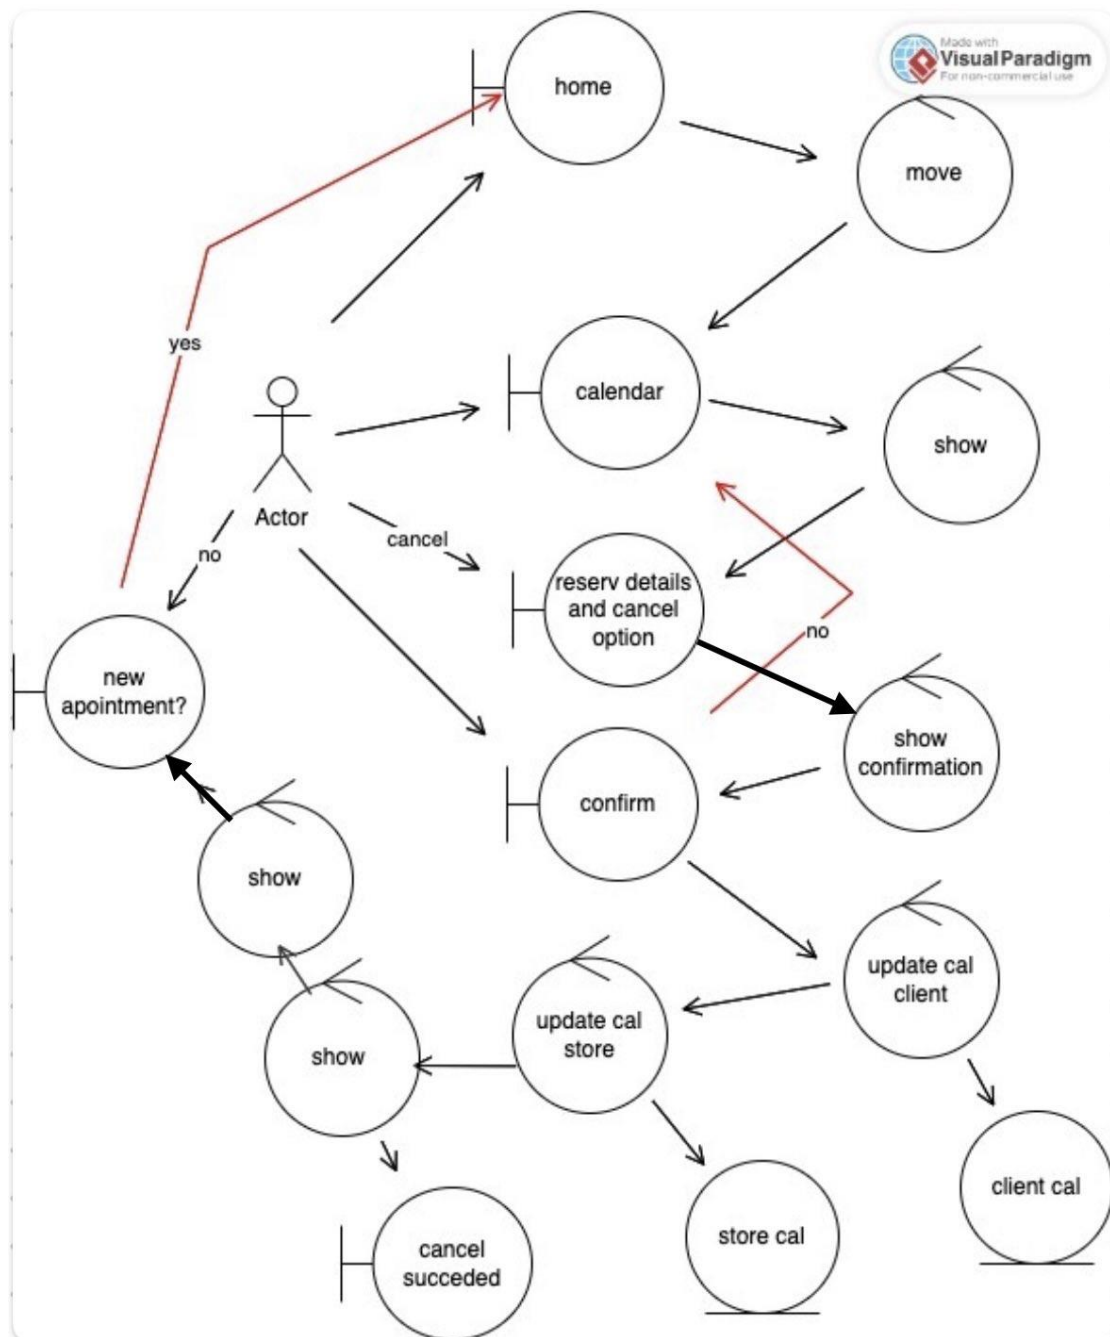 Made with
Visual Paradigm
For non-commercial use
home
move
yes
calendar
show
Actor
cancel
no
reserv details
and cancel
option
no
new
apointment?
show
confirmation
confirm
show
update cal
client
update cal
store
show
client cal
store cal
cancel
succeded